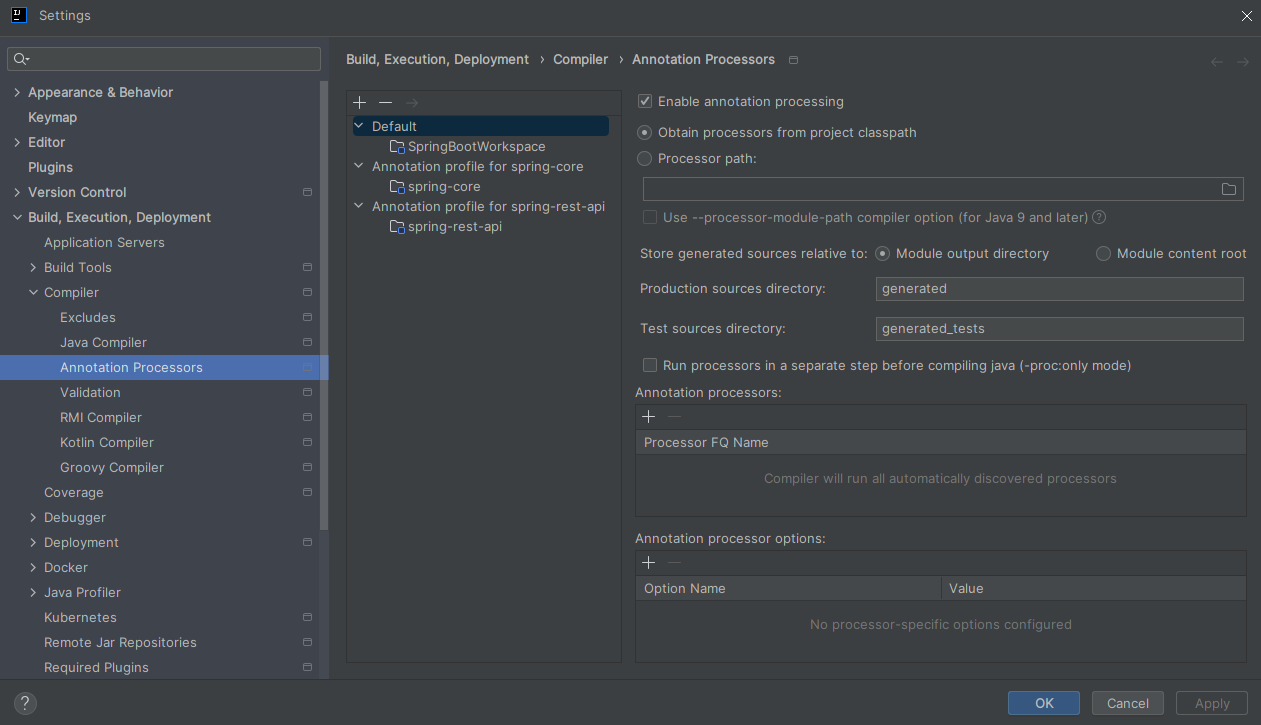 Settings
Appearance & Behavior
Keymap
Editor
Plugins
Version Control
Build, Execution, Deployment
Application Servers
Build Tools
Compiler
Excludes
Java Compiler
Annotation Processors
Validation
RMI Compiler
Kotlin Compiler
Groovy Compiler
Coverage
Debugger
Deployment
Docker
Java Profiler
Kubernetes
Remote Jar Repositories
Required Plugins
Build, Execution, Deployment › Compiler › Annotation Processors
Default
SpringBootWorkspace
Annotation profile for spring-core
spring-core
Annotation profile for spring-rest-api
spring-rest-api
Enable annotation processing
Obtain processors from project classpath
Processor path:
Use --processor-module-path compiler option (for Java 9 and later) ?
Store generated sources relative to: Module output directory Module content root
Production sources directory: generated
Test sources directory: generated_tests
Run processors in a separate step before compiling java (-proc:only mode)
Annotation processors:
Processor FQ Name
Compiler will run all automatically discovered processors
Annotation processor options:
Option Name Value
No processor-specific options configured
? OK Cancel Apply